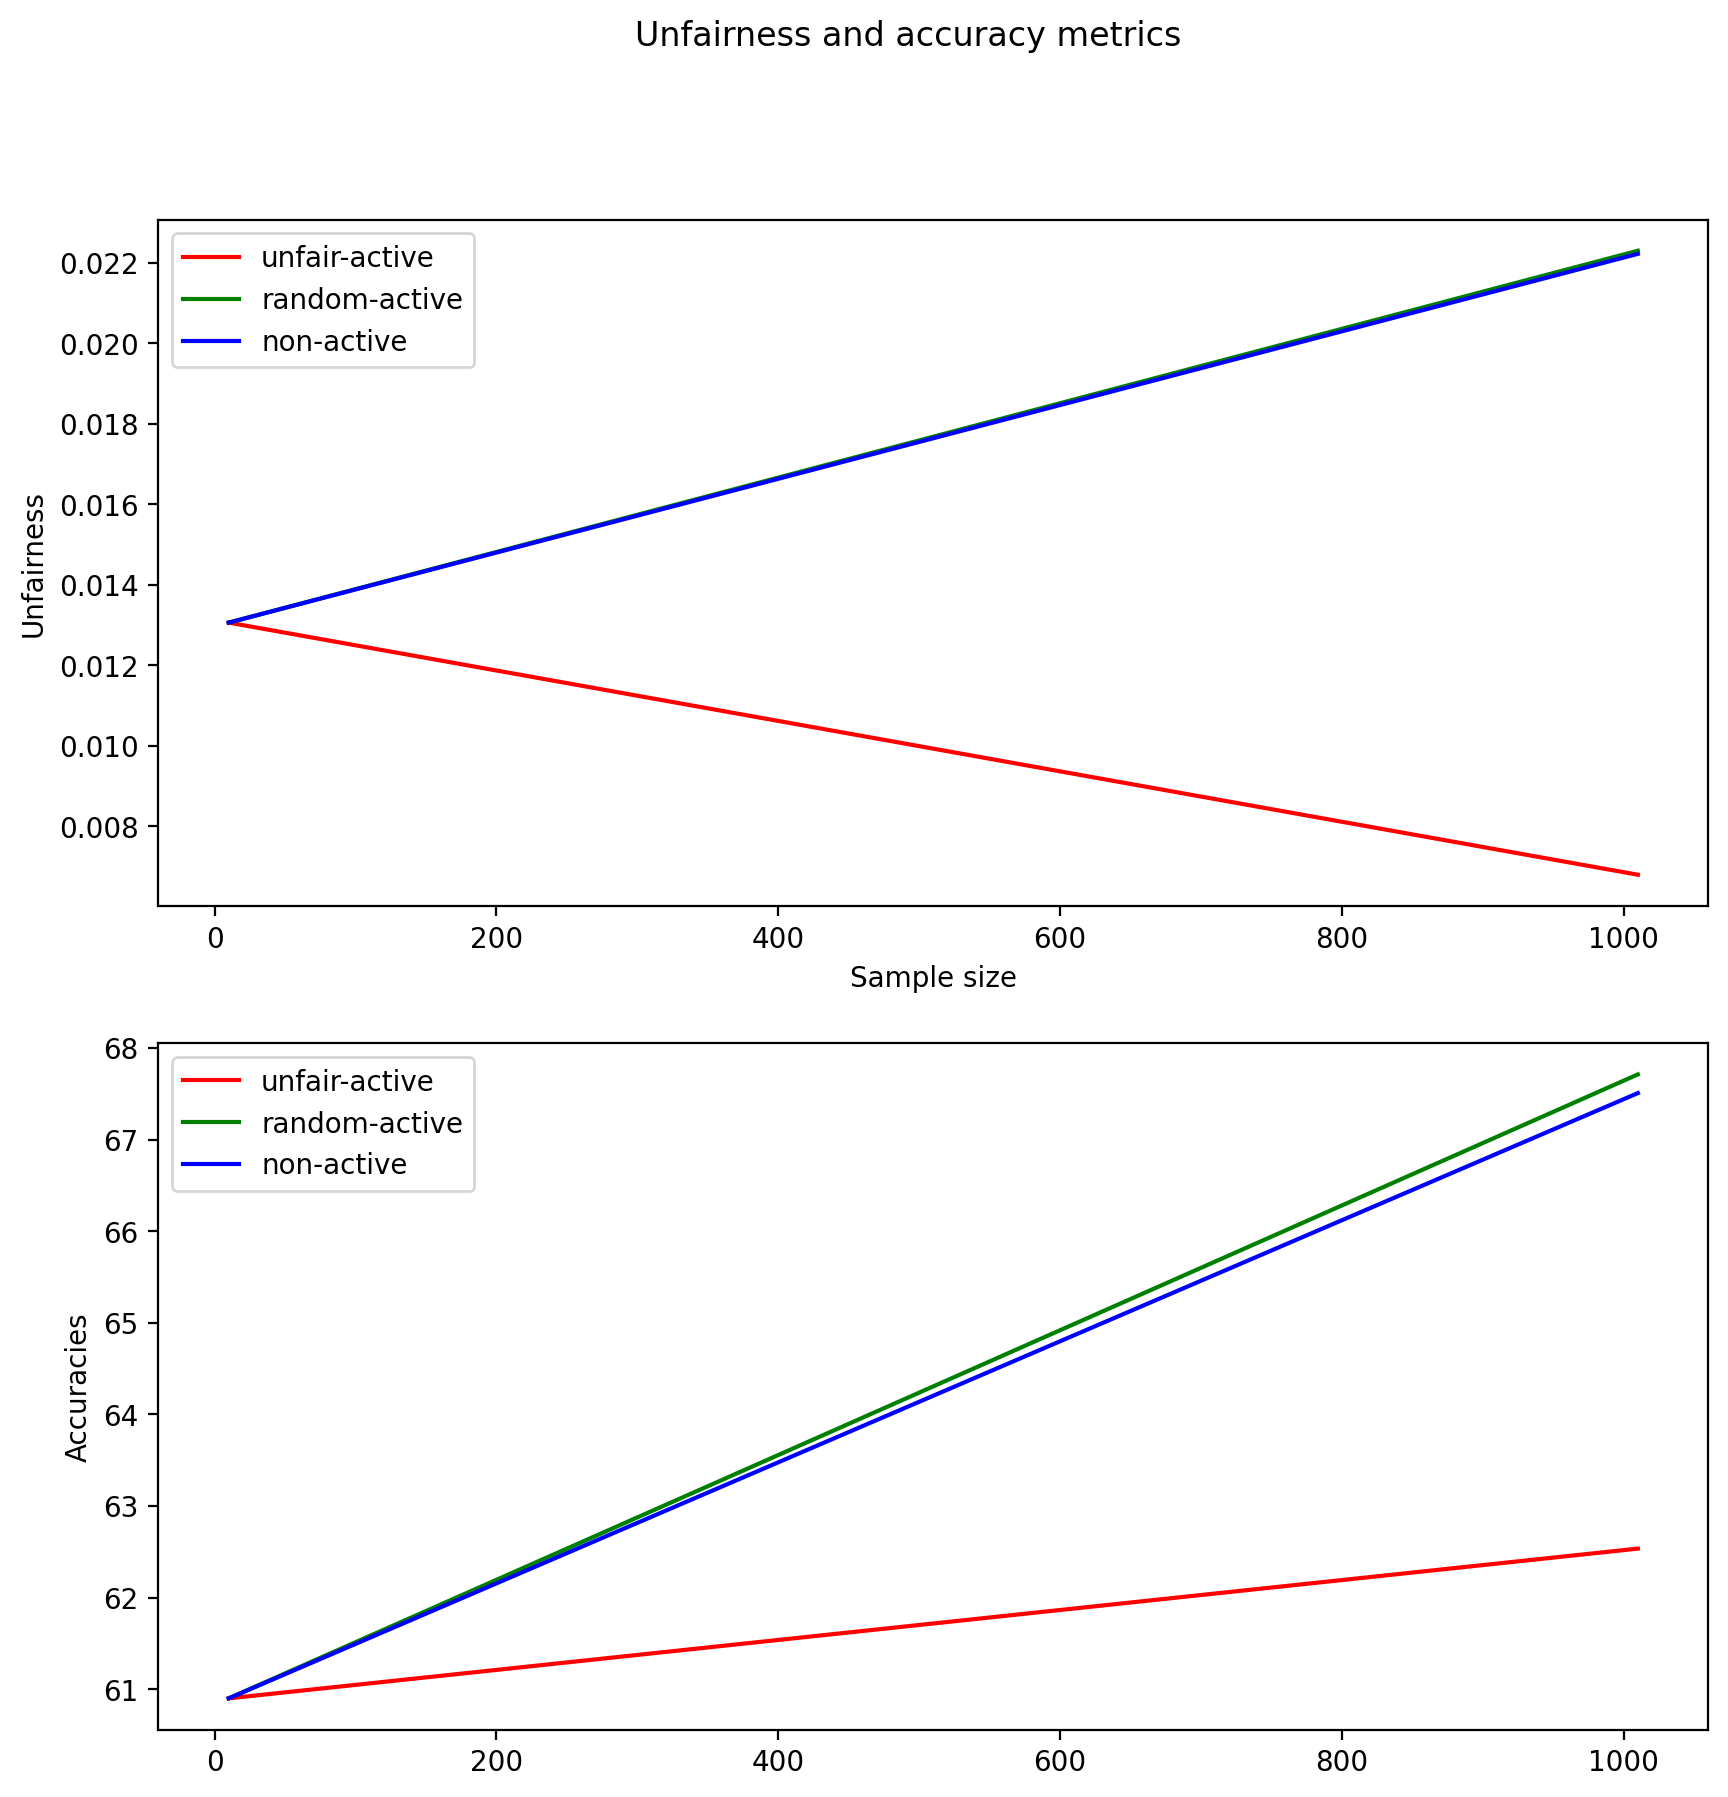 Unfairness and accuracy metrics
unfair-active
random-active
non-active
0.022
0.020
0.018
0.016
0.014
0.012
0.010
0.008
Unfairness
0 200 400 600 800 1000
Sample size
unfair-active
random-active
non-active
68
67
66
65
64
63
62
61
Accuracies
0 200 400 600 800 1000